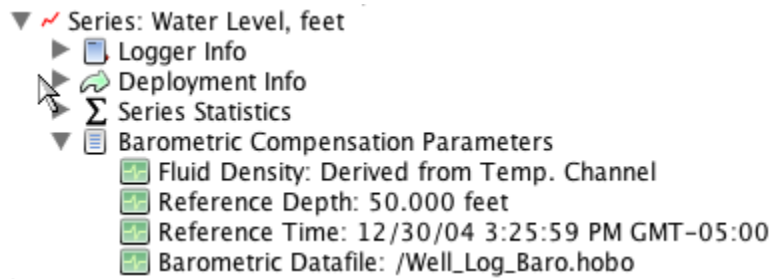 Series: Water Level, feet
Logger Info
Deployment Info
Series Statistics
Barometric Compensation Parameters
Fluid Density: Derived from Temp. Channel
Reference Depth: 50.000 feet
Reference Time: 12/30/04 3:25:59 PM GMT-05:00
Barometric Datafile: /Well_Log_Baro.hobo